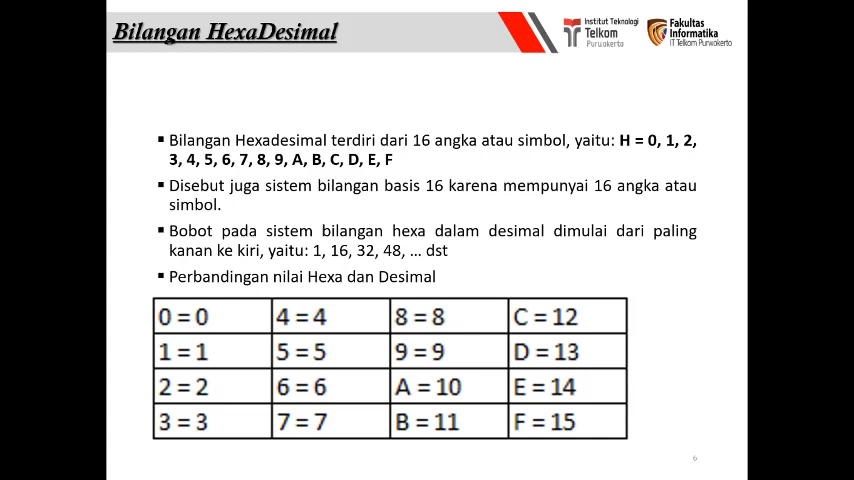 Bilangan HexaDesimal
Institut Teknologi
Telkom
Purwokerto
Fakultas
Informatika
IT Telkom Purwokerto
▪ Bilangan Hexadesimal terdiri dari 16 angka atau simbol, yaitu: H = 0, 1, 2,
3, 4, 5, 6, 7, 8, 9, A, B, C, D, E, F
▪ Disebut juga sistem bilangan basis 16 karena mempunyai 16 angka atau
simbol.
▪ Bobot pada sistem bilangan hexa dalam desimal dimulai dari paling
kanan ke kiri, yaitu: 1, 16, 32, 48, … dst
▪ Perbandingan nilai Hexa dan Desimal
0 = 0 4 = 4 8 = 8 C = 12
1 = 1 5 = 5 9 = 9 D = 13
2 = 2 6 = 6 A = 10 E = 14
3 = 3 7 = 7 B = 11 F = 15
6